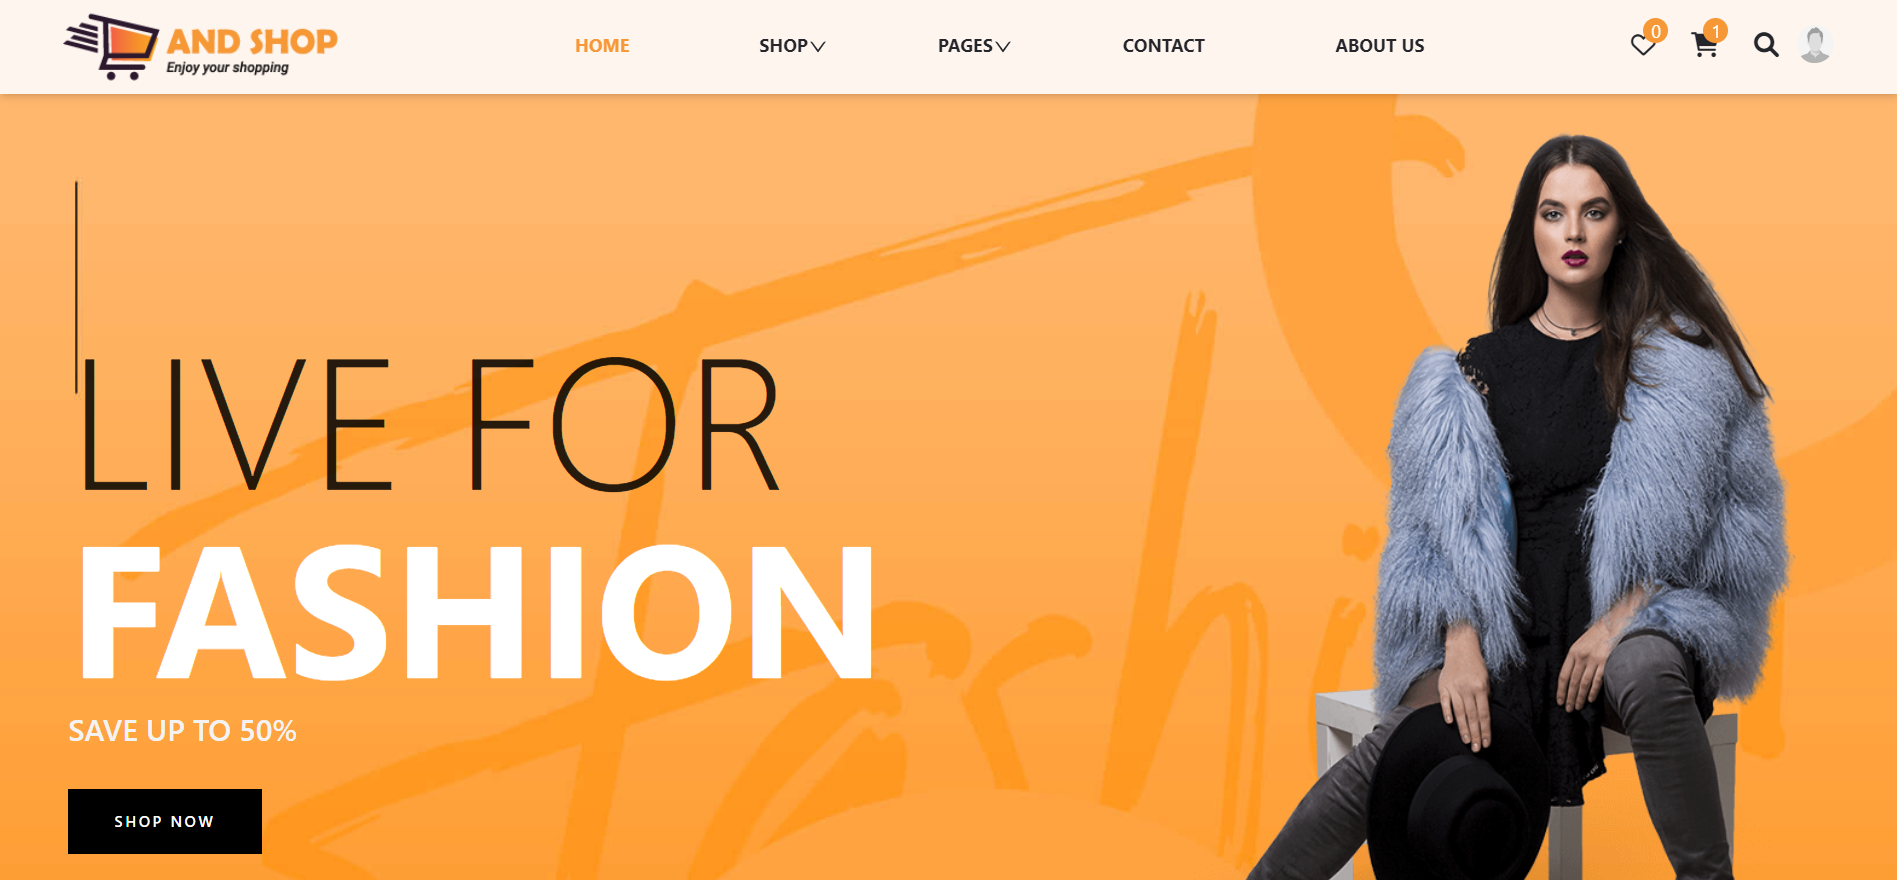 AND SHOP
Enjoy your shopping
HOME
SHOP
PAGES
CONTACT
ABOUT US
0
1
LIVE FOR
FASHION
SAVE UP TO 50%
SHOP NOW
Fashi